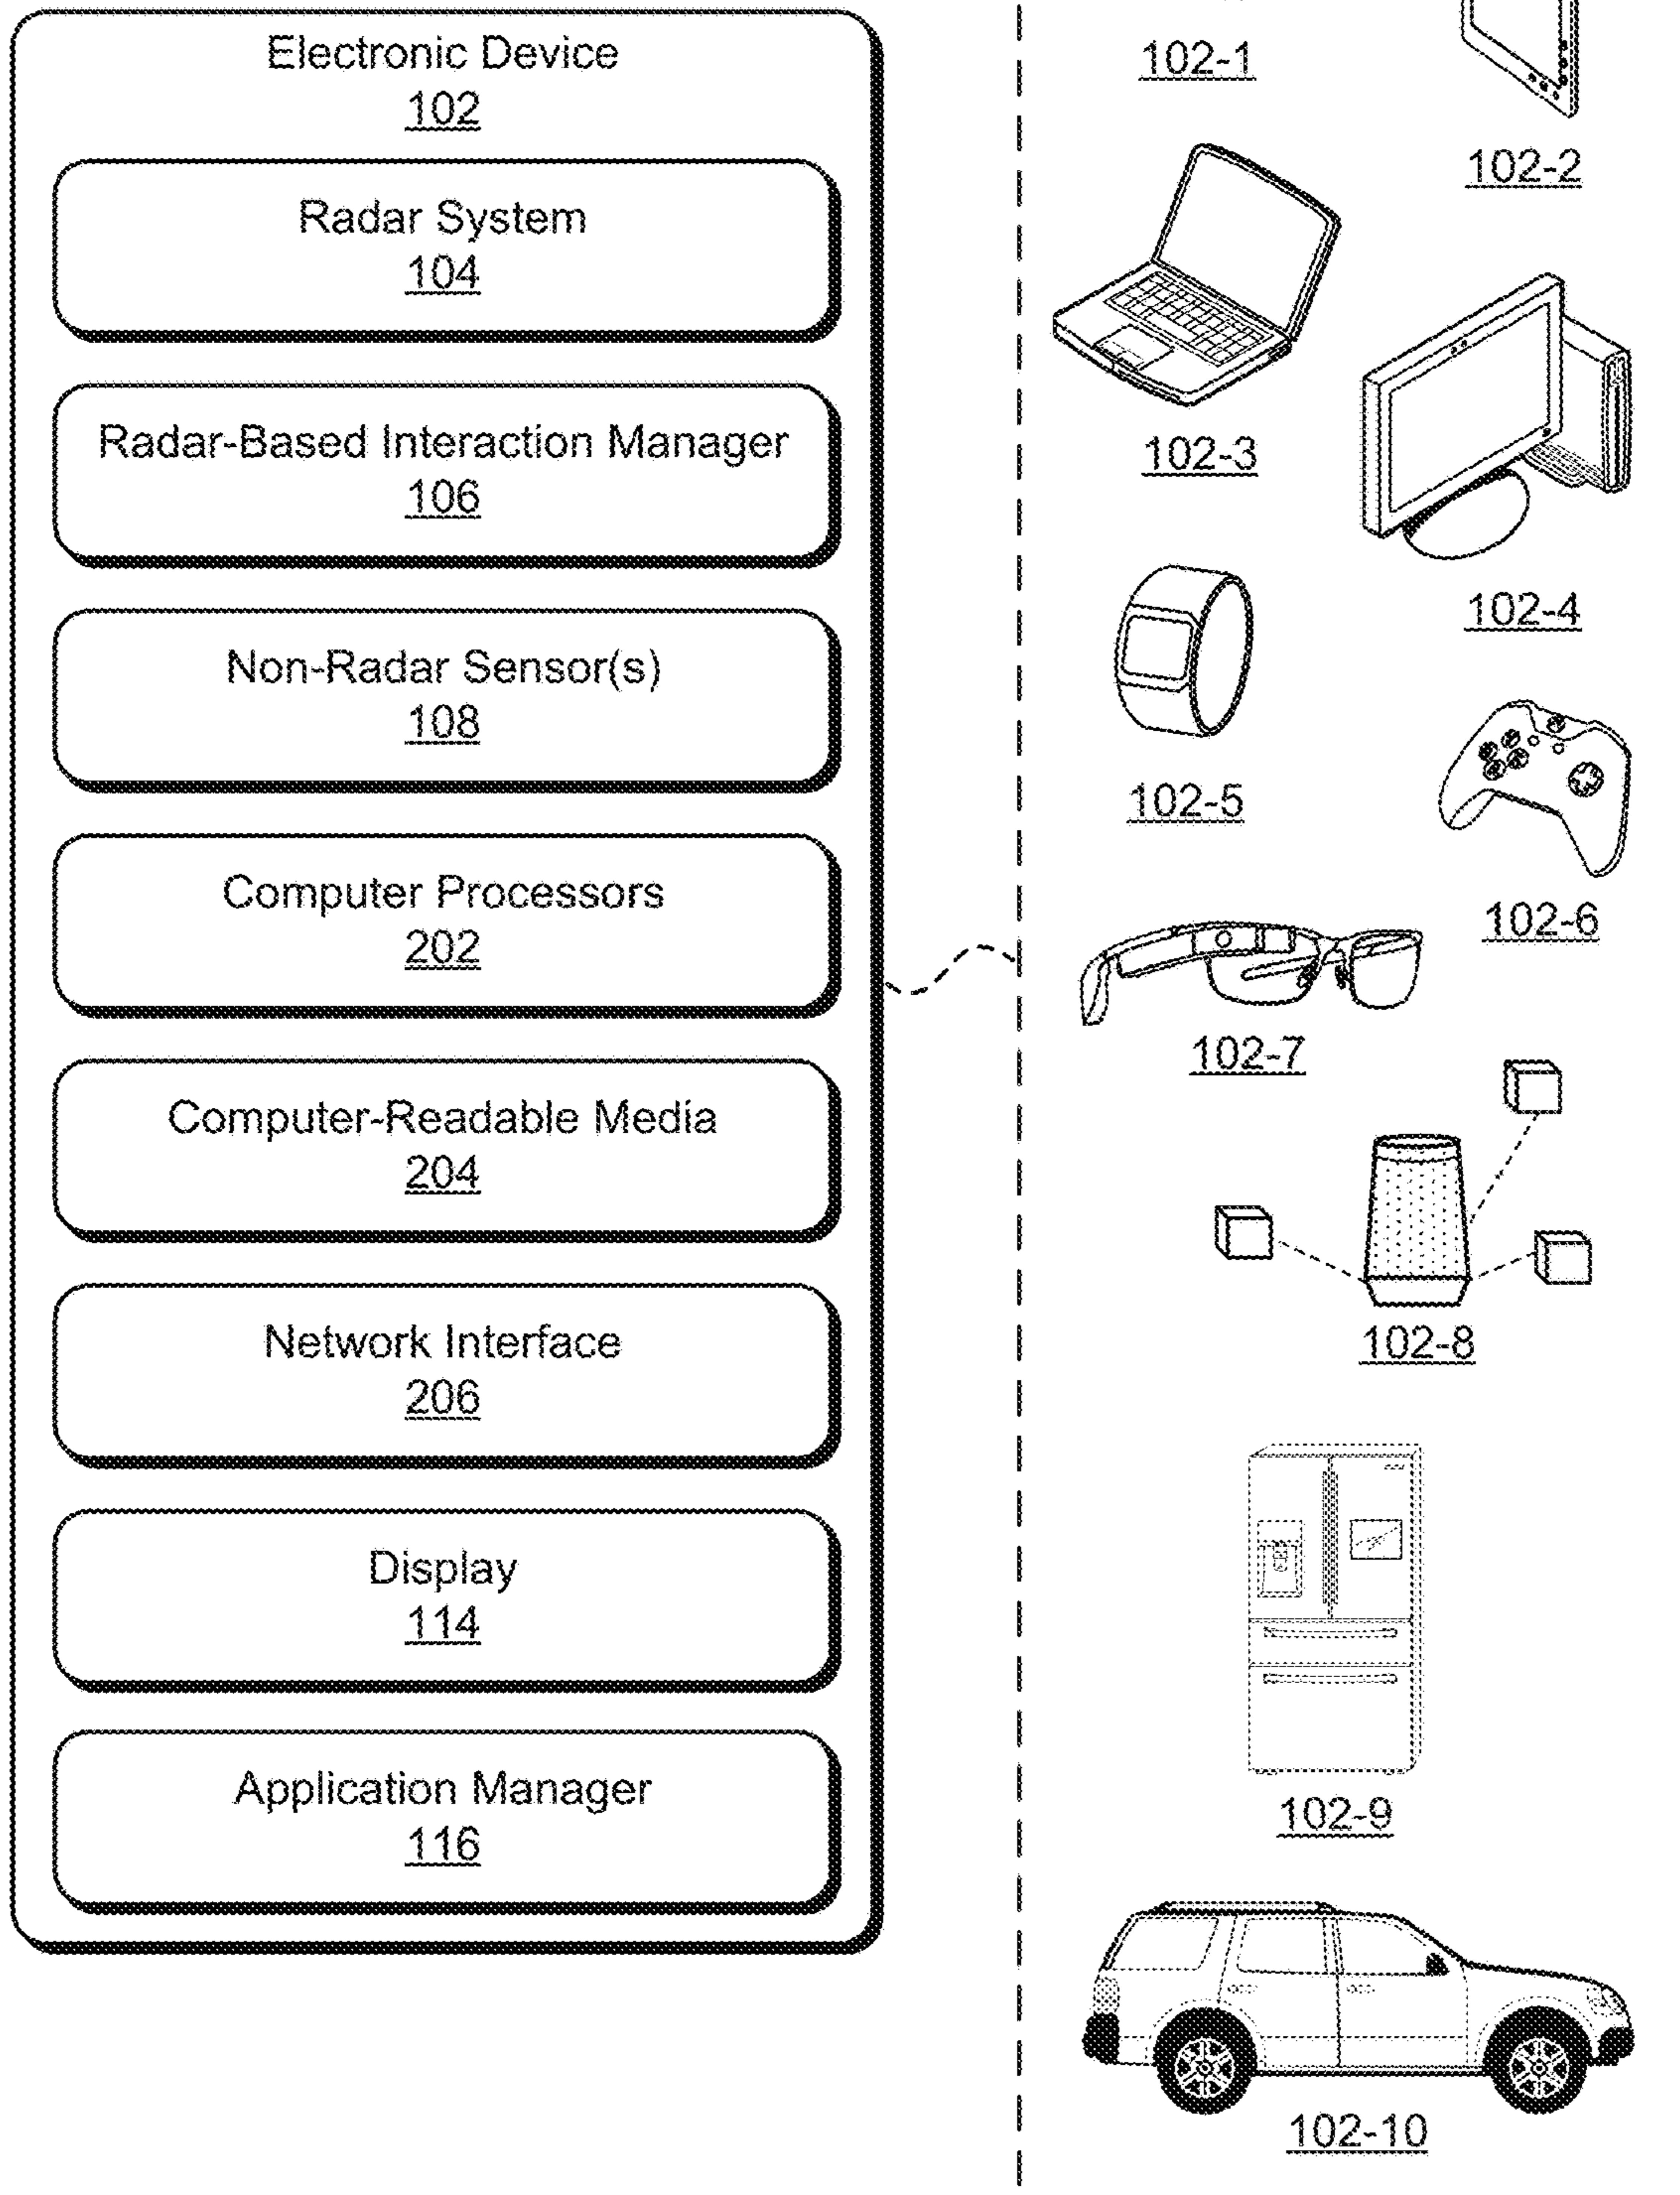 Electronic Device
102
Radar System
104
Radar-Based Interaction Manager
106
Non-Radar Sensor(s)
108
Computer Processors
202
Computer-Readable Media
204
Network Interface
206
Display
114
Application Manager
116
102-1
102-2
102-3
102-4
102-5
102-6
102-7
102-8
102-9
102-10